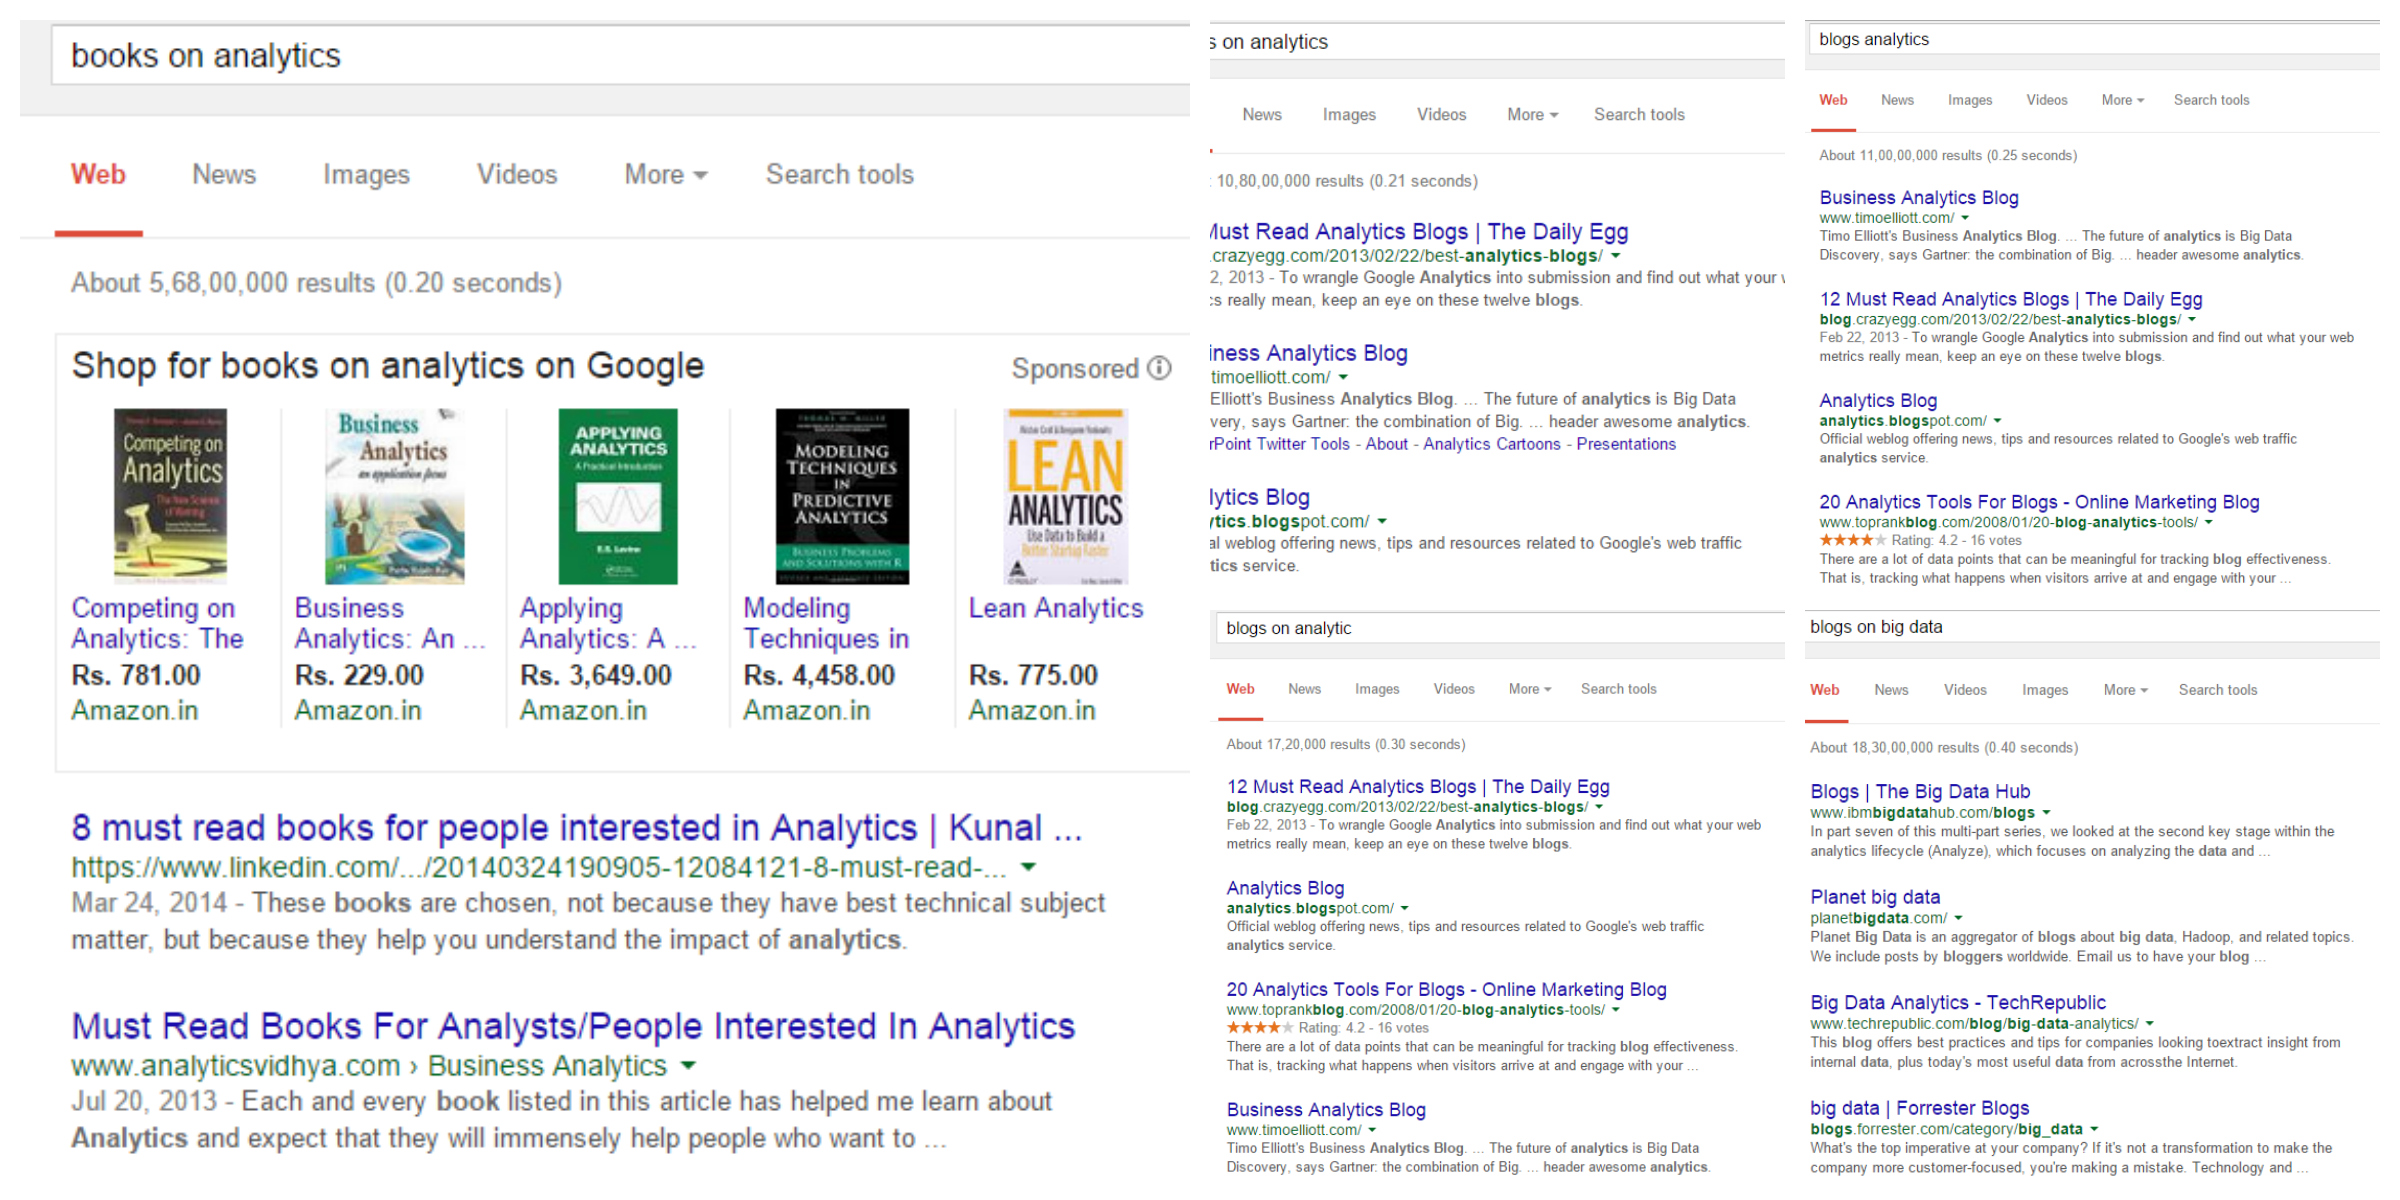 books on analytics
Web News Images Videos More Search tools
About 5,68,00,000 results (0.20 seconds)
Shop for books on analytics on Google Sponsored
Competing on Analytics
Business Analytics
APPLYING ANALYTICS
MODELING TECHNIQUES IN PREDICTIVE ANALYTICS
BUSINESS PROBLEMS AND SOLUTIONS WITH R
LEAN ANALYTICS
Use Data to Build a Better Startup Faster
Competing on Analytics: The
Rs. 781.00
Amazon.in
Business Analytics: An ...
Rs. 229.00
Amazon.in
Applying Analytics: A ...
Rs. 3,649.00
Amazon.in
Modeling Techniques in
Rs. 4,458.00
Amazon.in
Lean Analytics
Rs. 775.00
Amazon.in
8 must read books for people interested in Analytics | Kunal ...
https://www.linkedin.com/.../20140324190905-12084121-8-must-read-...
Mar 24, 2014 - These books are chosen, not because they have best technical subject
matter, but because they help you understand the impact of analytics.
Must Read Books For Analysts/People Interested In Analytics
www.analyticsvidhya.com › Business Analytics
Jul 20, 2013 - Each and every book listed in this article has helped me learn about
Analytics and expect that they will immensely help people who want to ...
s on analytics
News Images Videos More Search tools
10,80,00,000 results (0.21 seconds)
Must Read Analytics Blogs | The Daily Egg
.crazyegg.com/2013/02/22/best-analytics-blogs/
2, 2013 - To wrangle Google Analytics into submission and find out what your
cs really mean, keep an eye on these twelve blogs.
iness Analytics Blog
timoelliott.com/
Elliott's Business Analytics Blog. ... The future of analytics is Big Data
very, says Gartner: the combination of Big. ... header awesome analytics.
rPoint Twitter Tools - About - Analytics Cartoons - Presentations
lytics Blog
ytics.blogspot.com/
al weblog offering news, tips and resources related to Google's web traffic
tics service.
blogs on analytic
Web News Images Videos More Search tools
About 17,20,000 results (0.30 seconds)
12 Must Read Analytics Blogs | The Daily Egg
blog.crazyegg.com/2013/02/22/best-analytics-blogs/
Feb 22, 2013 - To wrangle Google Analytics into submission and find out what your web
metrics really mean, keep an eye on these twelve blogs.
Analytics Blog
analytics.blogspot.com/
Official weblog offering news, tips and resources related to Google's web traffic
analytics service.
20 Analytics Tools For Blogs - Online Marketing Blog
www.toprankblog.com/2008/01/20-blog-analytics-tools/
Rating: 4.2 - 16 votes
There are a lot of data points that can be meaningful for tracking blog effectiveness.
That is, tracking what happens when visitors arrive at and engage with your ...
Business Analytics Blog
www.timoelliott.com/
Timo Elliott's Business Analytics Blog. ... The future of analytics is Big Data
Discovery, says Gartner: the combination of Big. ... header awesome analytics.
blogs analytics
Web News Images Videos More Search tools
About 11,00,00,000 results (0.25 seconds)
Business Analytics Blog
www.timoelliott.com/
Timo Elliott's Business Analytics Blog. ... The future of analytics is Big Data
Discovery, says Gartner: the combination of Big. ... header awesome analytics.
12 Must Read Analytics Blogs | The Daily Egg
blog.crazyegg.com/2013/02/22/best-analytics-blogs/
Feb 22, 2013 - To wrangle Google Analytics into submission and find out what your web
metrics really mean, keep an eye on these twelve blogs.
Analytics Blog
analytics.blogspot.com/
Official weblog offering news, tips and resources related to Google's web traffic
analytics service.
20 Analytics Tools For Blogs - Online Marketing Blog
www.toprankblog.com/2008/01/20-blog-analytics-tools/
Rating: 4.2 - 16 votes
There are a lot of data points that can be meaningful for tracking blog effectiveness.
That is, tracking what happens when visitors arrive at and engage with your ...
blogs on big data
Web News Videos Images More Search tools
About 18,30,00,000 results (0.40 seconds)
Blogs | The Big Data Hub
www.ibmbigdatahub.com/blogs
In part seven of this multi-part series, we looked at the second key stage within the
analytics lifecycle (Analyze), which focuses on analyzing the data and ...
Planet big data
planetbigdata.com/
Planet Big Data is an aggregator of blogs about big data, Hadoop, and related topics.
We include posts by bloggers worldwide. Email us to have your blog ...
Big Data Analytics - TechRepublic
www.techrepublic.com/blog/big-data-analytics/
This blog offers best practices and tips for companies looking toextract insight from
internal data, plus today's most useful data from acrossthe Internet.
big data | Forrester Blogs
blogs.forrester.com/category/big_data
What's the top imperative at your company? If it's not a transformation to make the
company more customer-focused, you're making a mistake. Technology and ...